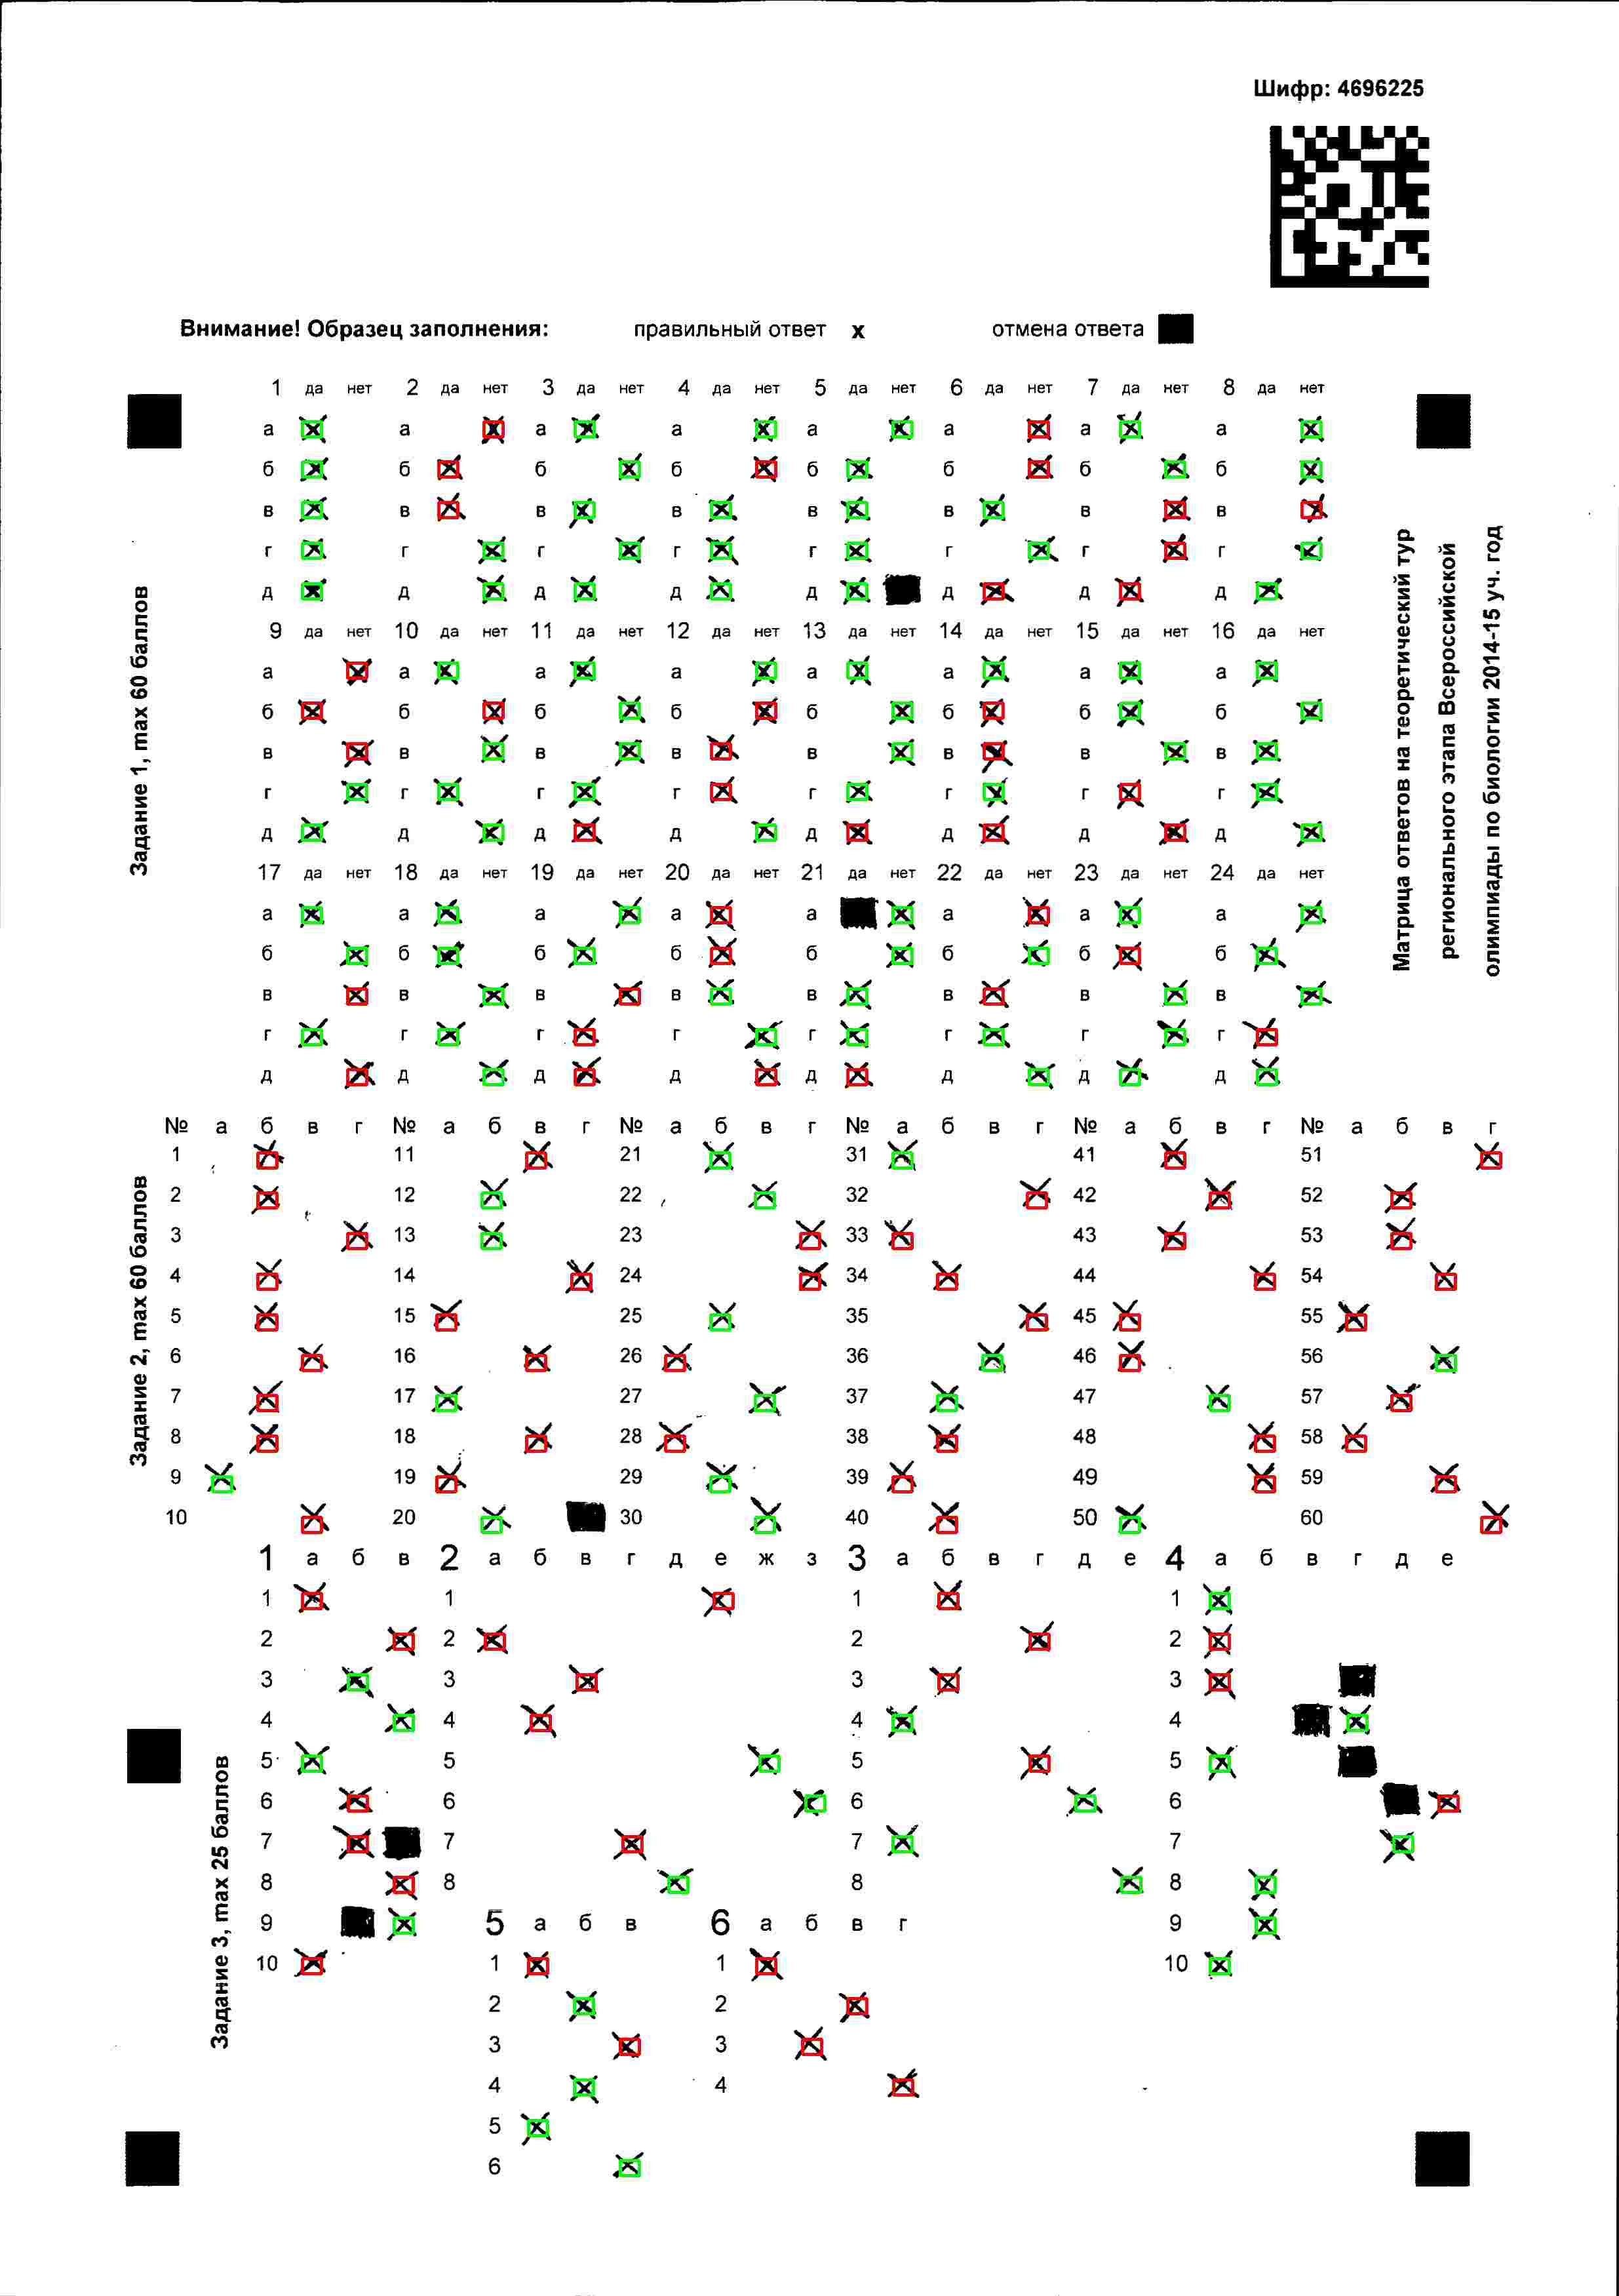 Шифр: 4696225
Внимание! Образец заполнения: правильный ответ х отмена ответа
1 да нет 2 да нет 3 да нет 4 да нет 5 да нет 6 да нет 7 да нет 8 да нет
а а а а а а а а
б б б б б б б б
в в в в в в в в
г г г г г г г г
д д д д д д д д
9 да нет 10 да нет 11 да нет 12 да нет 13 да нет 14 да нет 15 да нет 16 да нет
а а а а а а а а
б б б б б б б б
в в в в в в в в
г г г г г г г г
д д д д д д д д
17 да нет 18 да нет 19 да нет 20 да нет 21 да нет 22 да нет 23 да нет 24 да нет
а а а а а а а а
б б б б б б б б
в в в в в в в в
г г г г г г г г
д д д д д д д д
Задание 1, max 60 баллов
Матрица ответов на теоретический тур
регионального этапа Всероссийской
олимпиады по биологии 2014-15 уч. год
№ а б в г № а б в г № а б в г № а б в г № а б в г № а б в г
1 11 21 31 41 51
2 12 22 32 42 52
3 13 23 33 43 53
4 14 24 34 44 54
5 15 25 35 45 55
6 16 26 36 46 56
7 17 27 37 47 57
8 18 28 38 48 58
9 19 29 39 49 59
10 20 30 40 50 60
Задание 2, max 60 баллов
1 а б в 2 а б в г д е ж з 3 а б в г д е 4 а б в г д е
1 1 1 1
2 2 2 2
3 3 3 3
4 4 4 4
5 5 5 5
6 6 6 6
7 7 7 7
8 8 8 8
9 5 а б в 6 а б в г 9
10 1 1 10
2 2
3 3
4 4
5
6
Задание 3, max 25 баллов